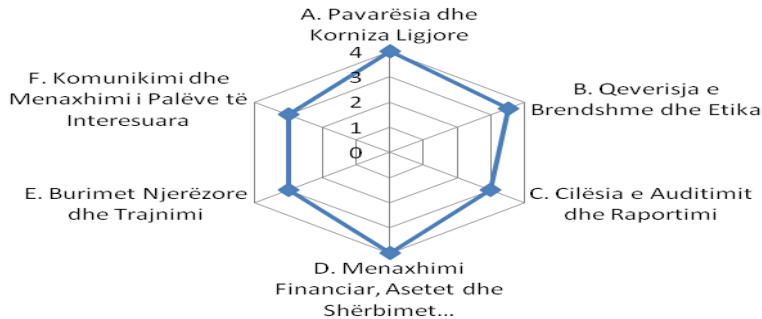 A. Pavarësia dhe
Korniza Ligjore
4
3
2
1
0
B. Qeverisja e
Brendshme dhe Etika
C. Cilësia e Auditimit
dhe Raportimi
D. Menaxhimi
Financiar, Asetet dhe
Shërbimet...
E. Burimet Njerëzore
dhe Trajnimi
F. Komunikimi dhe
Menaxhimi i Palëve të
Interesuara